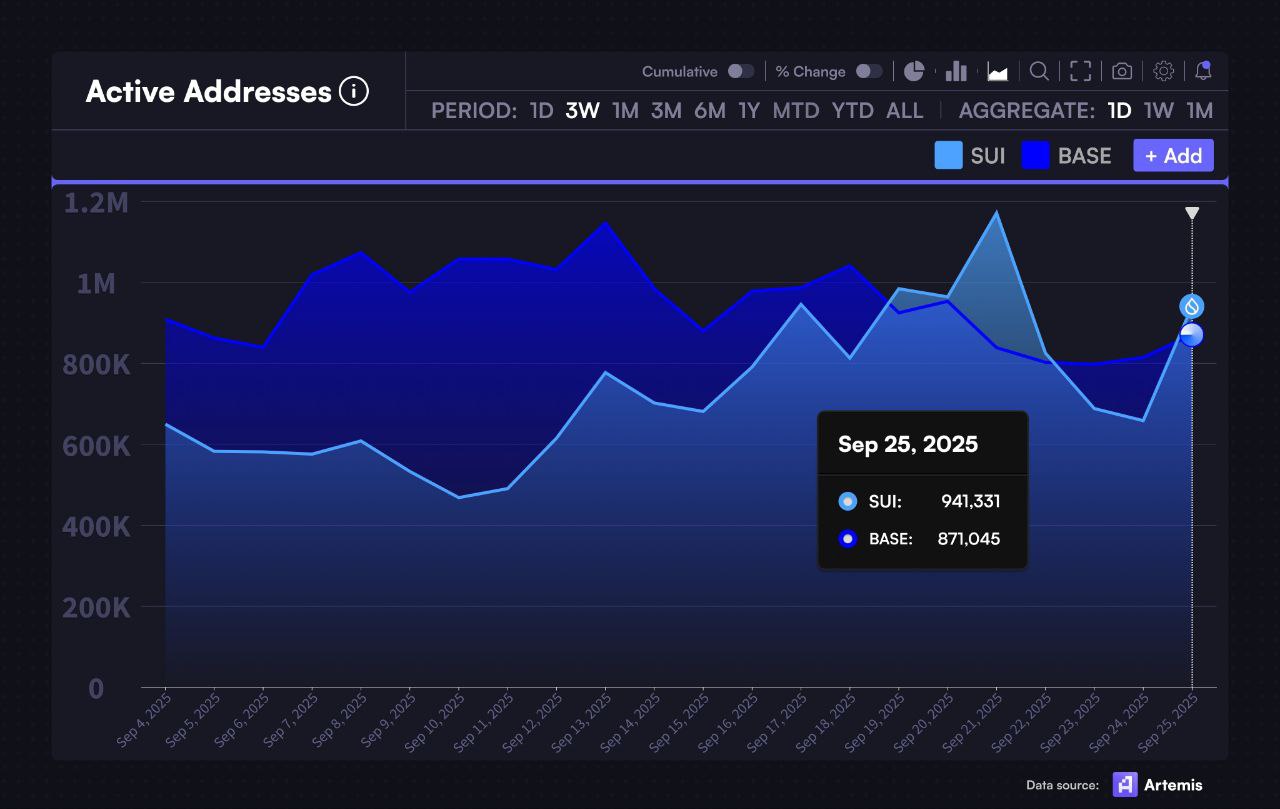 Active Addresses
Cumulative % Change
PERIOD: 1D 3W 1M 3M 6M 1Y MTD YTD ALL AGGREGATE: 1D 1W 1M
SUI BASE + Add
1.2M
1M
800K
600K
400K
200K
0
Sep 25, 2025
SUI: 941,331
BASE: 871,045
Sep 4, 2025 Sep 5, 2025 Sep 6, 2025 Sep 7, 2025 Sep 8, 2025 Sep 9, 2025 Sep 10, 2025 Sep 11, 2025 Sep 12, 2025 Sep 13, 2025 Sep 14, 2025 Sep 15, 2025 Sep 16, 2025 Sep 17, 2025 Sep 18, 2025 Sep 19, 2025 Sep 20, 2025 Sep 21, 2025 Sep 22, 2025 Sep 23, 2025 Sep 24, 2025 Sep 25, 2025
Data source: Artemis